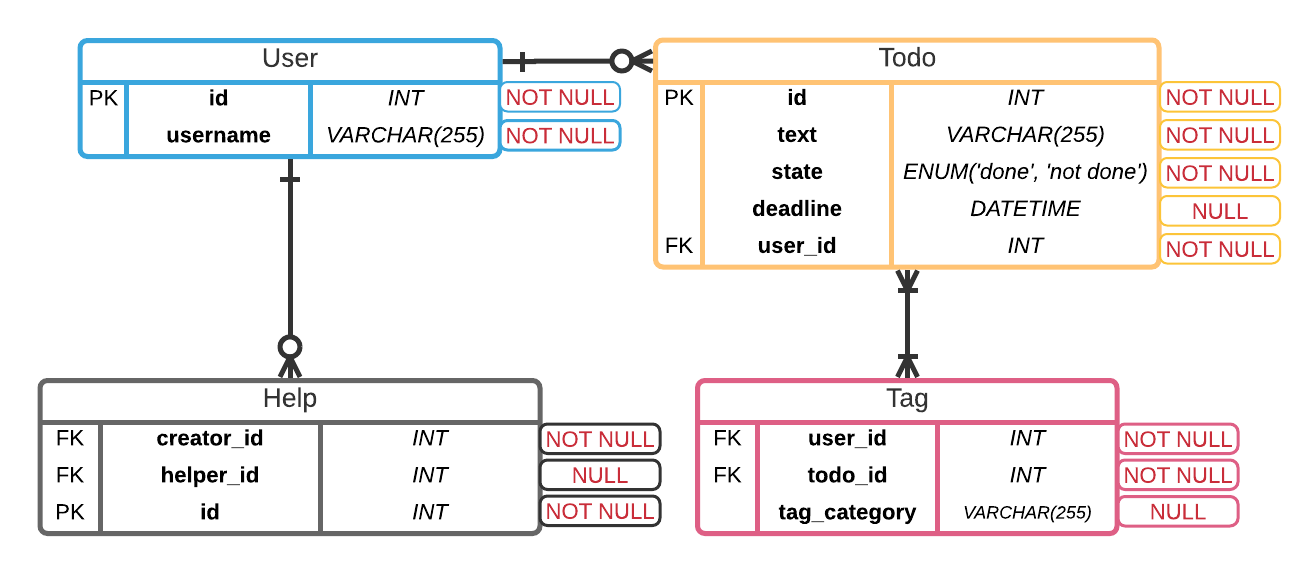 User
PK id INT NOT NULL
username VARCHAR(255) NOT NULL
Todo
PK id INT NOT NULL
text VARCHAR(255) NOT NULL
state ENUM('done', 'not done') NOT NULL
deadline DATETIME NULL
FK user_id INT NOT NULL
Help
FK creator_id INT NOT NULL
FK helper_id INT NULL
PK id INT NOT NULL
Tag
FK user_id INT NOT NULL
FK todo_id INT NOT NULL
tag_category VARCHAR(255) NULL